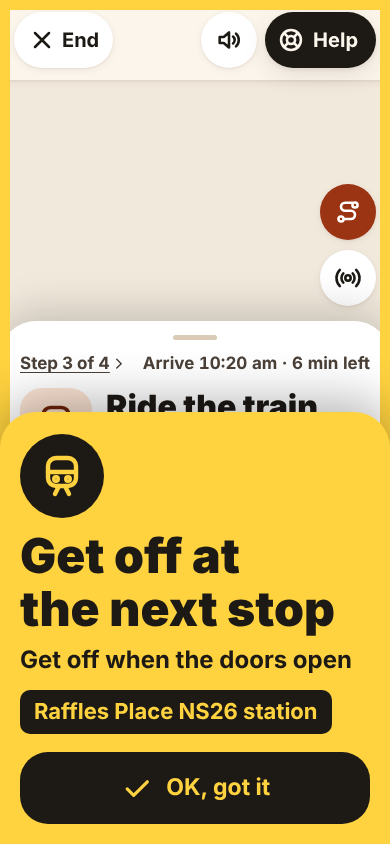 End
Help
Step 3 of 4
Arrive 10:20 am · 6 min left
Ride the train
Get off at
the next stop
Get off when the doors open
Raffles Place NS26 station
OK, got it